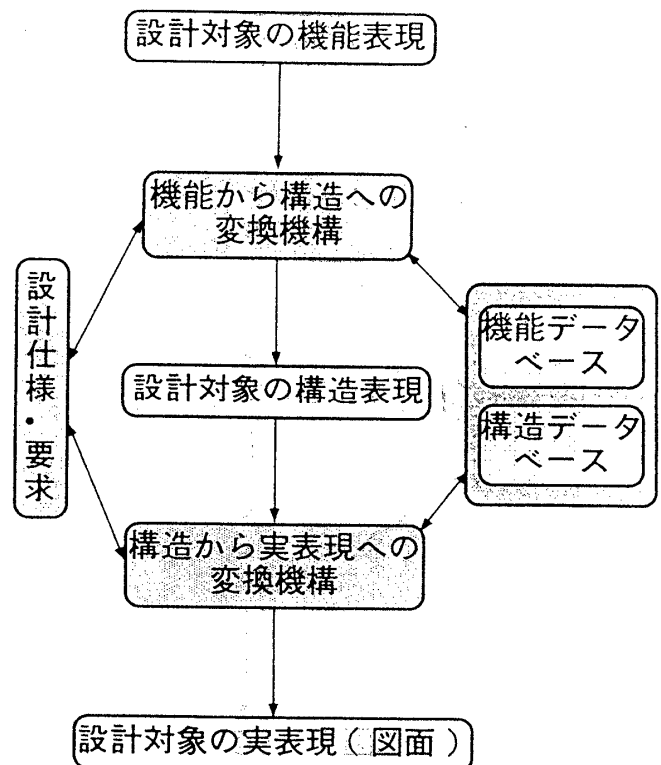 設計対象の機能表現
機能から構造への
変換機構
設計仕様・要求
機能データ
ベース
設計対象の構造表現
構造データ
ベース
構造から実表現への
変換機構
設計対象の実表現(図面)